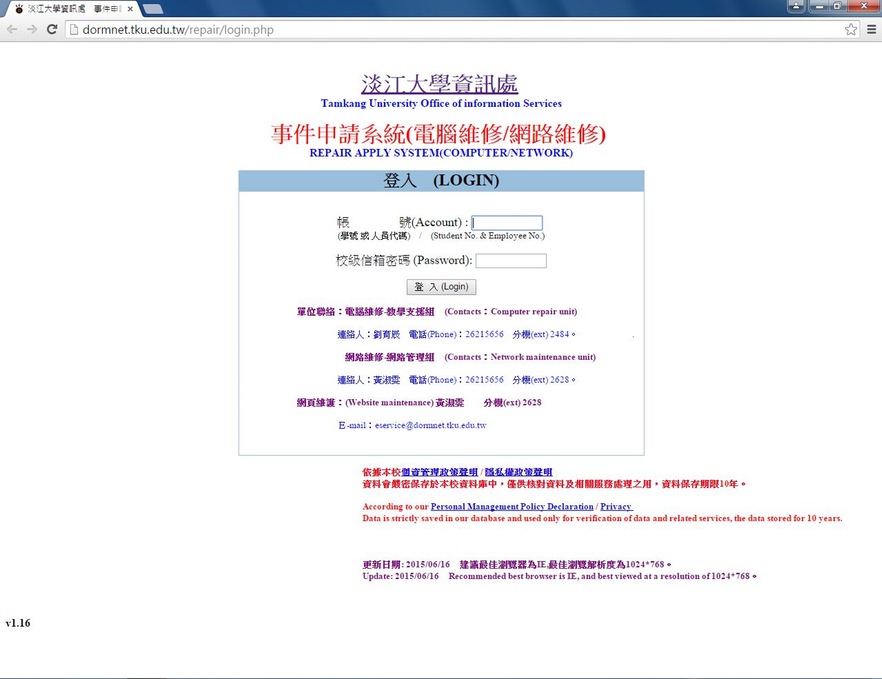 淡江大學資訊處 事件申
dormnet.tku.edu.tw/repair/login.php
淡江大學資訊處
Tamkang University Office of information Services
事件申請系統(電腦維修/網路維修)
REPAIR APPLY SYSTEM(COMPUTER/NETWORK)
登入 (LOGIN)
帳 號(Account) :
(學號 或 人員代碼) / (Student No. & Employee No.)
校級信箱密碼 (Password):
登 入 (Login)
單位聯絡：電腦維修-教學支援組 (Contacts：Computer repair unit)
連絡人：劉育辰 電話(Phone)：26215656 分機(ext) 2484。
網路維修-網路管理組 (Contacts：Network maintenance unit)
連絡人：黃淑雯 電話(Phone)：26215656 分機(ext) 2628。
網頁維護：(Website maintenance) 黃淑雯 分機(ext) 2628
E-mail：eservice@dormnet.tku.edu.tw
依據本校個資管理政策聲明 / 隱私權政策聲明
資料會嚴密保存於本校資料庫中，僅供核對資料及相關服務處理之用，資料保存期限10年。
According to our Personal Management Policy Declaration / Privacy
Data is strictly saved in our database and used only for verification of data and related services, the data stored for 10 years.
更新日期: 2015/06/16 建議最佳瀏覽器為IE,最佳瀏覽解析度為1024*768。
Update: 2015/06/16 Recommended best browser is IE, and best viewed at a resolution of 1024*768。
v1.16